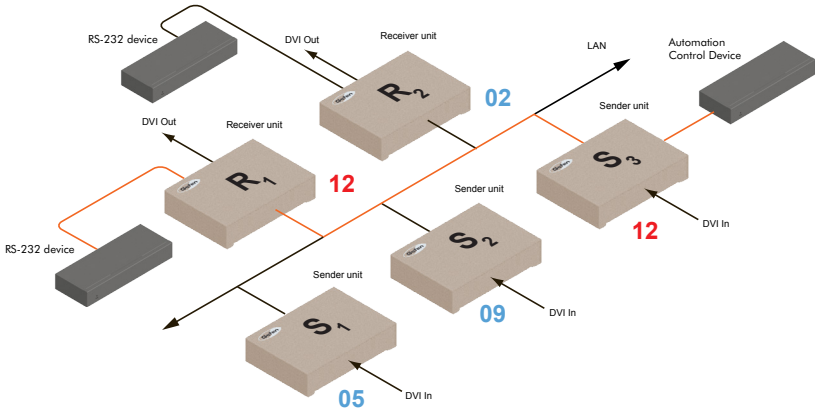 RS-232 device
DVI Out
Receiver unit
R2
02
LAN
Automation
Control Device
Sender unit
S3
12
DVI In
DVI Out
Receiver unit
R1
12
RS-232 device
Sender unit
S2
09
DVI In
Sender unit
S1
05
DVI In